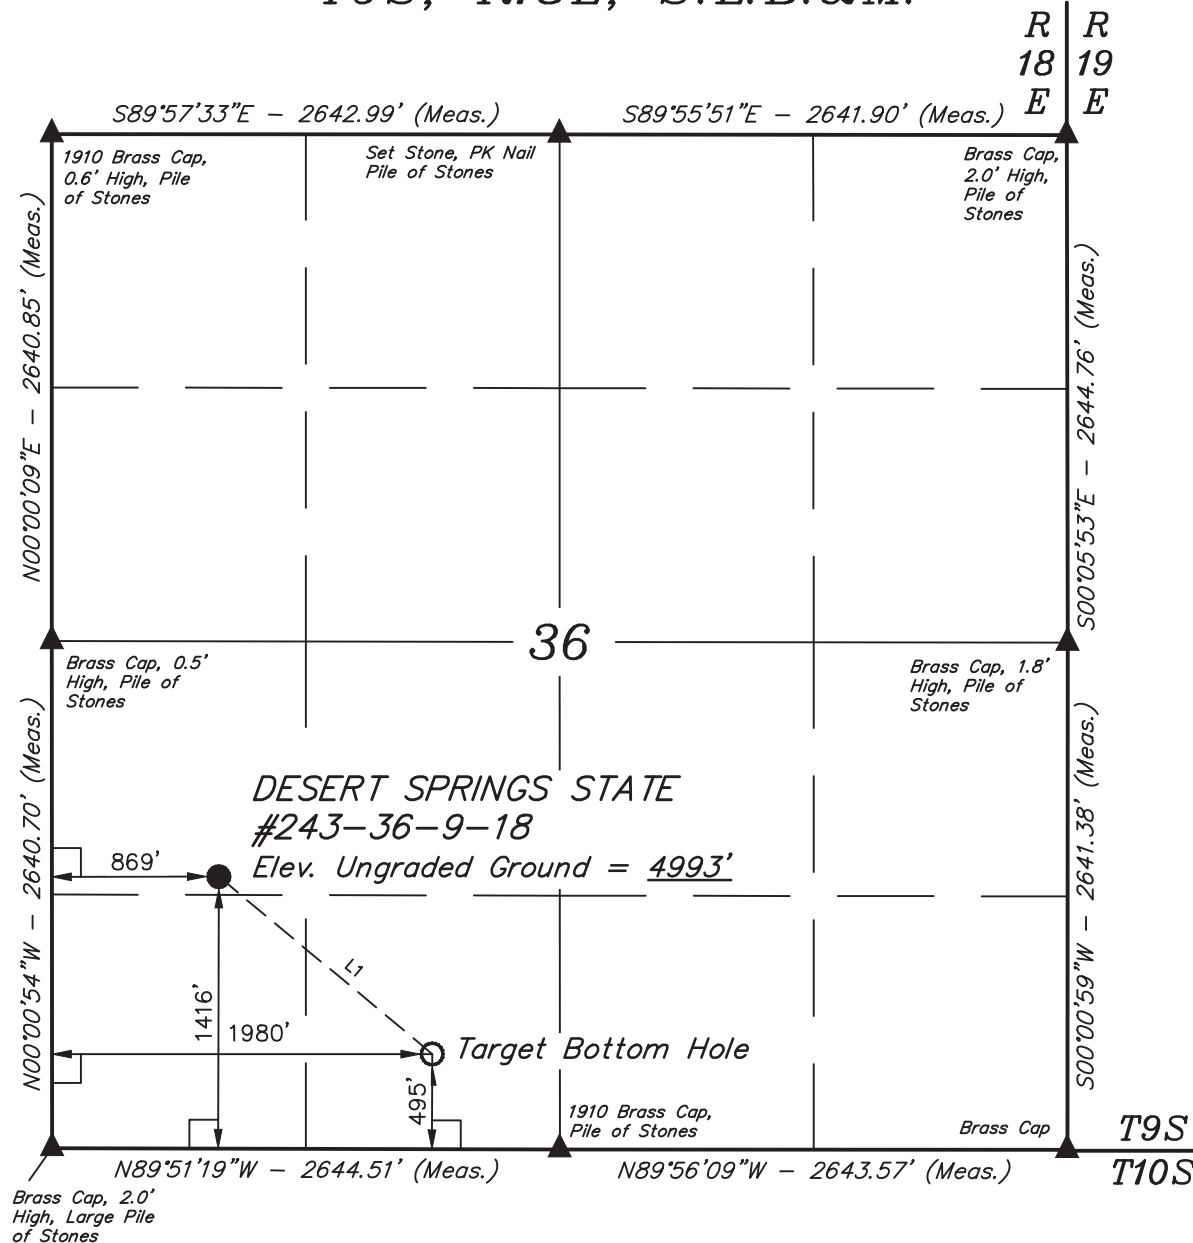 R R
18 19
E E
S89°57'33"E - 2642.99' (Meas.)
S89°55'51"E - 2641.90' (Meas.)
1910 Brass Cap,
0.6' High, Pile
of Stones
Set Stone, PK Nail
Pile of Stones
Brass Cap,
2.0' High,
Pile of
Stones
N00°00'09"E - 2640.85' (Meas.)
S00°05'53"E - 2644.76' (Meas.)
36
Brass Cap, 0.5'
High, Pile of
Stones
Brass Cap, 1.8'
High, Pile of
Stones
N00°00'54"W - 2640.70' (Meas.)
S00°00'59"W - 2641.38' (Meas.)
DESERT SPRINGS STATE
#243-36-9-18
Elev. Ungraded Ground = 4993'
869'
L1
1416'
1980'
Target Bottom Hole
495'
1910 Brass Cap,
Pile of Stones
Brass Cap
T9S
T10S
N89°51'19"W - 2644.51' (Meas.)
N89°56'09"W - 2643.57' (Meas.)
Brass Cap, 2.0'
High, Large Pile
of Stones